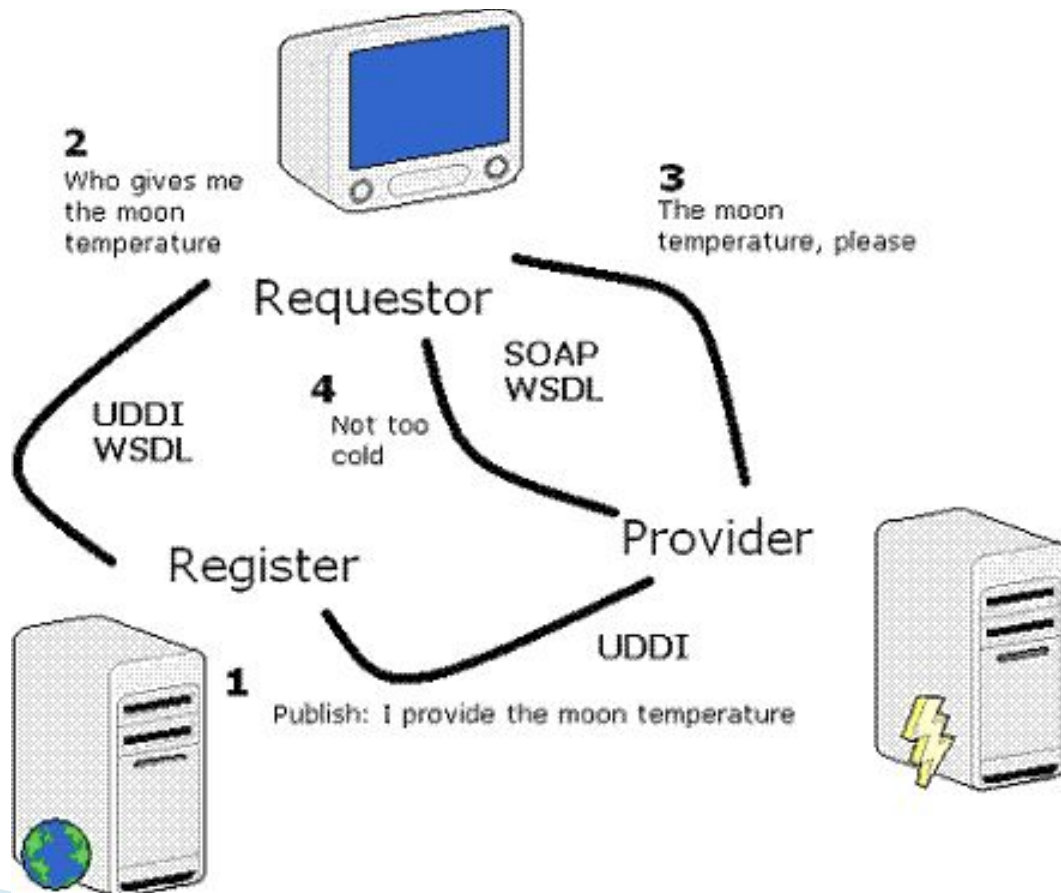 2
Who gives me
the moon
temperature
3
The moon
temperature, please
Requestor
SOAP
WSDL
4
Not too
cold
UDDI
WSDL
Provider
Register
UDDI
1
Publish: I provide the moon temperature